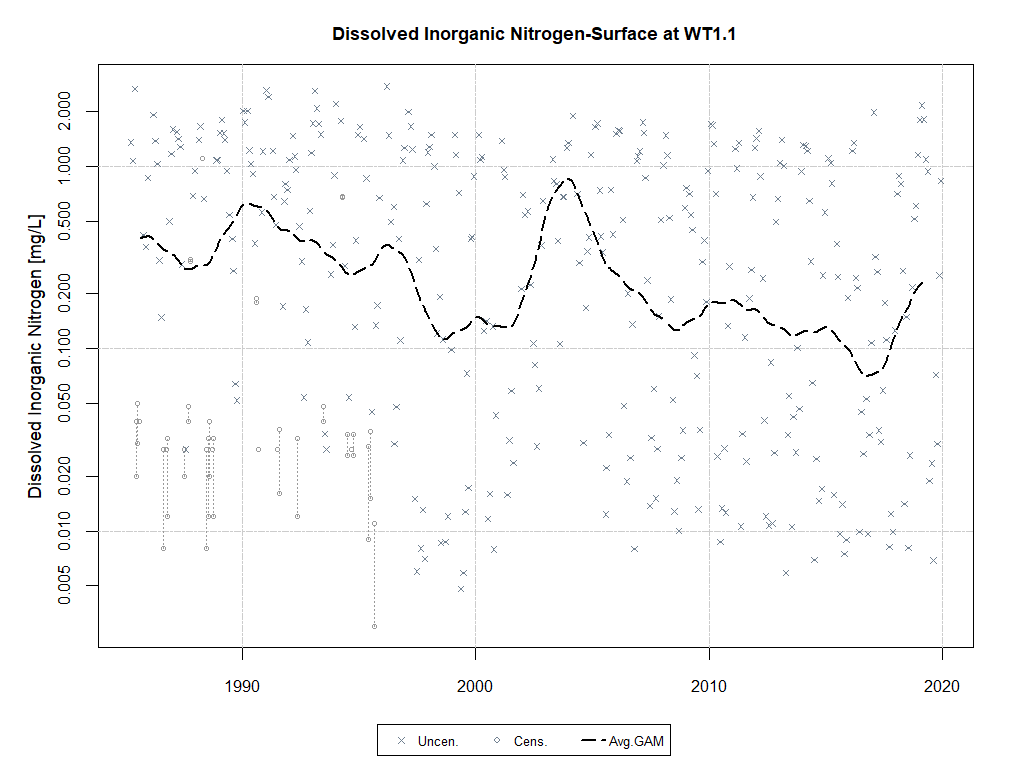 Dissolved Inorganic Nitrogen-Surface at WT1.1
Dissolved Inorganic Nitrogen [mg/L]
2.000
1.000
0.500
0.200
0.100
0.050
0.020
0.010
0.005
1990 2000 2010 2020
Uncen. Cens. Avg.GAM